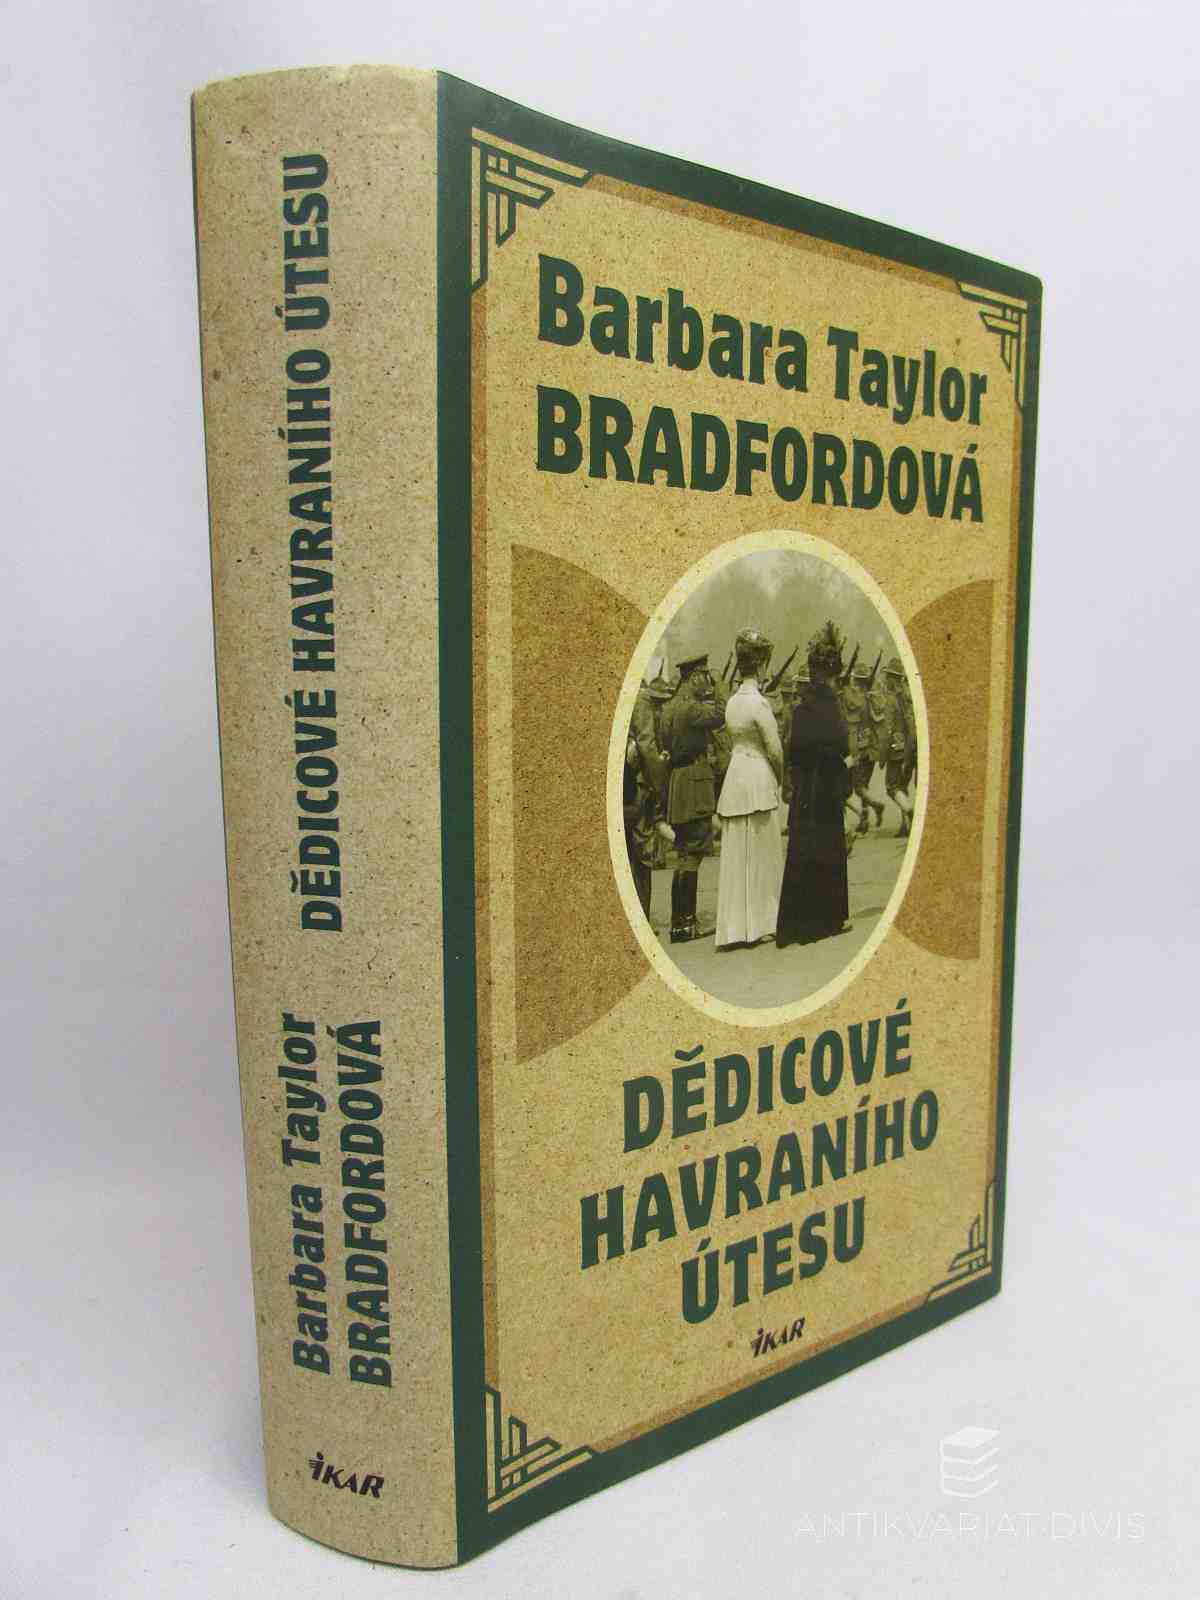 DĚDICOVÉ HAVRANÍHO ÚTESU
Barbara Taylor
BRADFORDOVÁ
iKAR
Barbara Taylor
BRADFORDOVÁ
DĚDICOVÉ
HAVRANÍHO
ÚTESU
iKAR
ANTIKVARIAT DIVIS